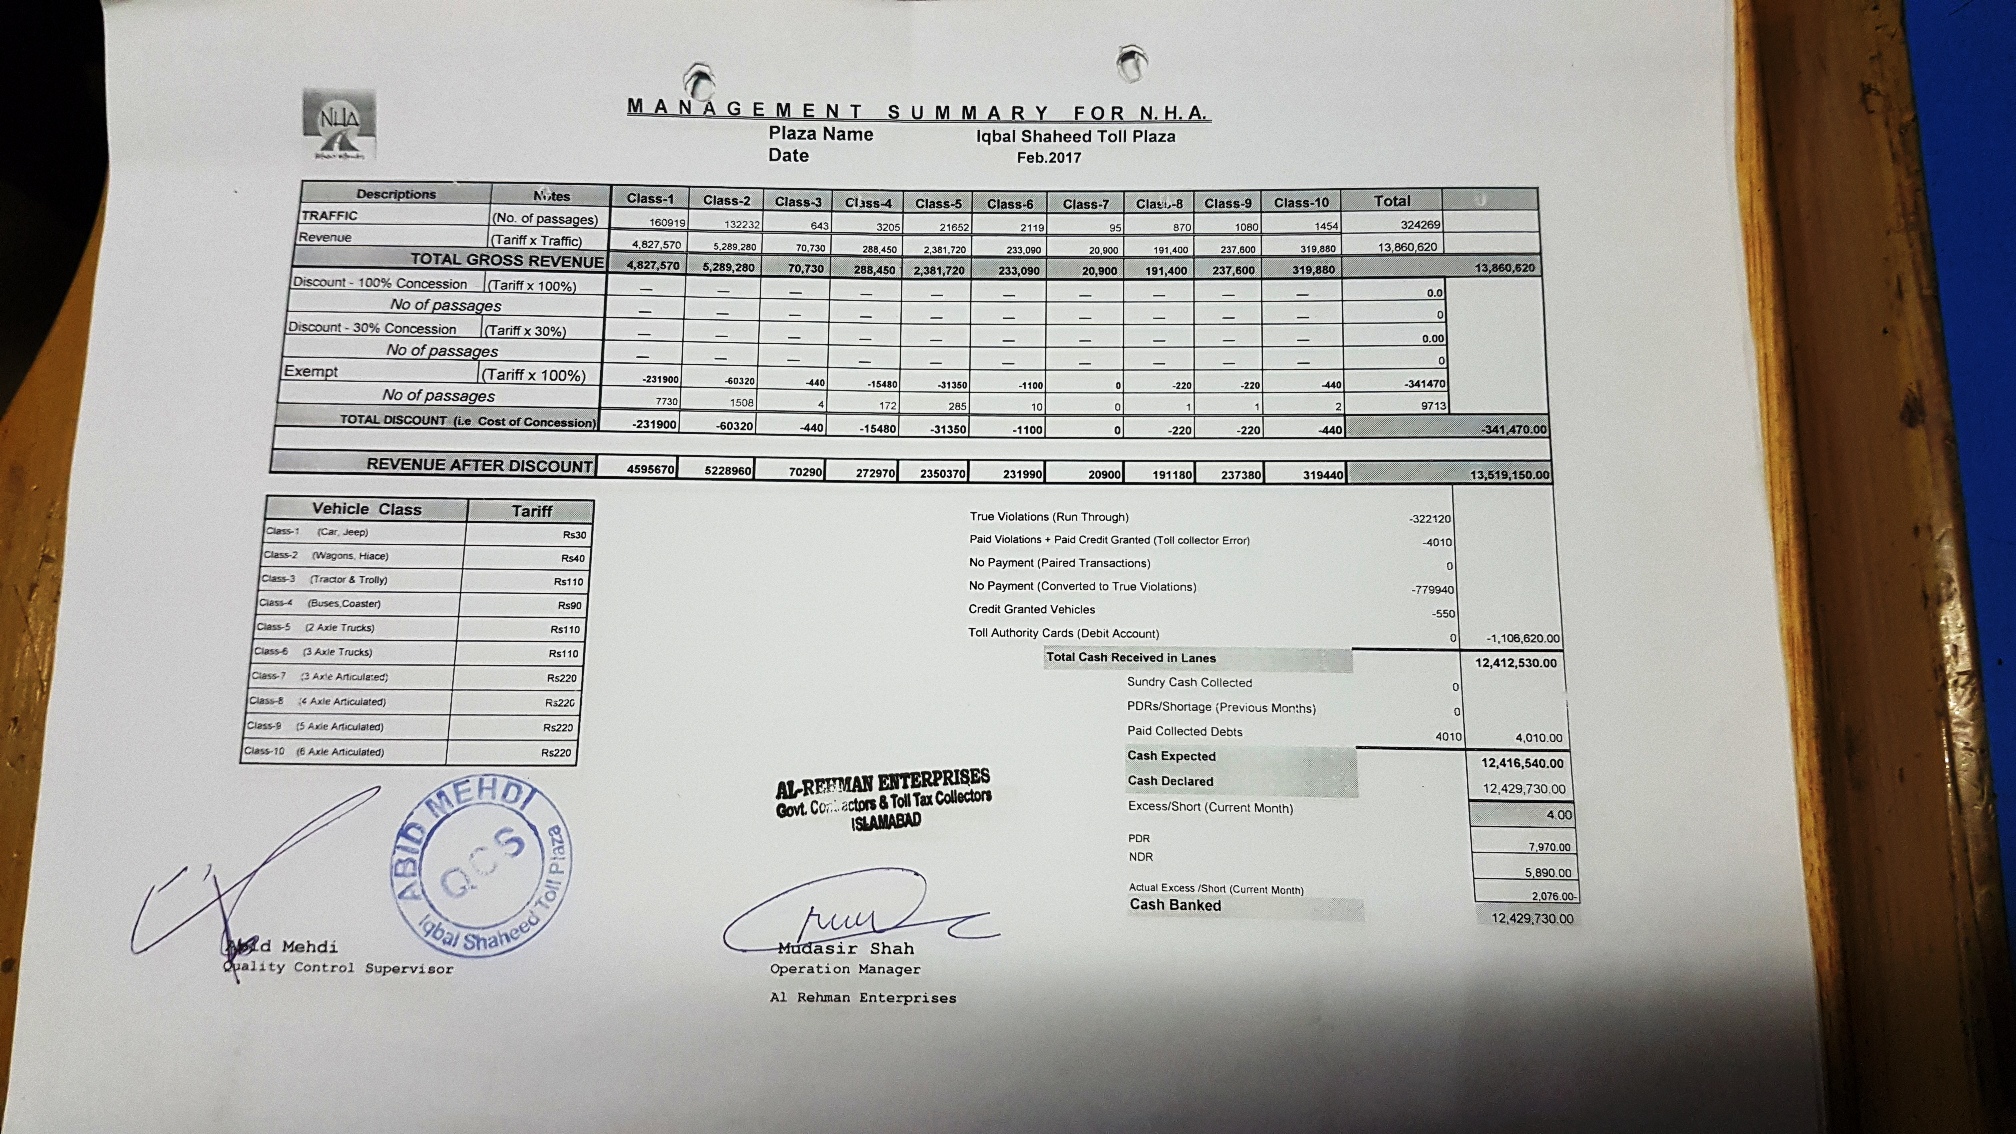 NHA
MANAGEMENT SUMMARY FOR N.H.A.
Plaza Name Iqbal Shaheed Toll Plaza
Date Feb.2017
Descriptions Notes Class-1 Class-2 Class-3 Class-4 Class-5 Class-6 Class-7 Class-8 Class-9 Class-10 Total
TRAFFIC (No. of passages) 160919 132232 643 3205 21652 2119 95 870 1080 1454 324269
Revenue (Tariff x Traffic) 4,827,570 5,289,280 70,730 288,450 2,381,720 233,090 20,900 191,400 237,600 319,880 13,860,620
TOTAL GROSS REVENUE 4,827,570 5,289,280 70,730 288,450 2,381,720 233,090 20,900 191,400 237,600 319,880 13,860,620
Discount - 100% Concession (Tariff x 100%) — — — — — — — — — — 0.0
No of passages — — — — — — — — — — 0
Discount - 30% Concession (Tariff x 30%) — — — — — — — — — — 0.00
No of passages — — — — — — — — — — 0
Exempt (Tariff x 100%) -231900 -60320 -440 -15480 -31350 -1100 0 -220 -220 -440 -341470
No of passages 7730 1508 4 172 285 10 0 1 1 2 9713
TOTAL DISCOUNT (i.e Cost of Concession) -231900 -60320 -440 -15480 -31350 -1100 0 -220 -220 -440 -341,470.00
REVENUE AFTER DISCOUNT 4595670 5228960 70290 272970 2350370 231990 20900 191180 237380 319440 13,519,150.00
Vehicle Class Tariff
Class-1 (Car, Jeep) Rs30
Class-2 (Wagons, Hiace) Rs40
Class-3 (Tractor & Trolly) Rs110
Class-4 (Buses,Coaster) Rs90
Class-5 (2 Axle Trucks) Rs110
Class-6 (3 Axle Trucks) Rs110
Class-7 (3 Axle Articulated) Rs220
Class-8 (4 Axle Articulated) Rs220
Class-9 (5 Axle Articulated) Rs220
Class-10 (6 Axle Articulated) Rs220
True Violations (Run Through) -322120
Paid Violations + Paid Credit Granted (Toll collector Error) -4010
No Payment (Paired Transactions) 0
No Payment (Converted to True Violations) -779940
Credit Granted Vehicles -550
Toll Authority Cards (Debit Account) 0 -1,106,620.00
Total Cash Received in Lanes 12,412,530.00
Sundry Cash Collected 0
PDRs/Shortage (Previous Months) 0
Paid Collected Debts 4010 4,010.00
Cash Expected 12,416,540.00
Cash Declared 12,429,730.00
Excess/Short (Current Month) 4.00
PDR 7,970.00
NDR 5,890.00
Actual Excess /Short (Current Month) 2,076.00-
Cash Banked 12,429,730.00
ABID MEHDI
QCS
Iqbal Shaheed Toll Plaza
AL-REHMAN ENTERPRISES
Govt. Contractors & Toll Tax Collectors
ISLAMABAD
Abid Mehdi
Quality Control Supervisor
Mudasir Shah
Operation Manager
Al Rehman Enterprises